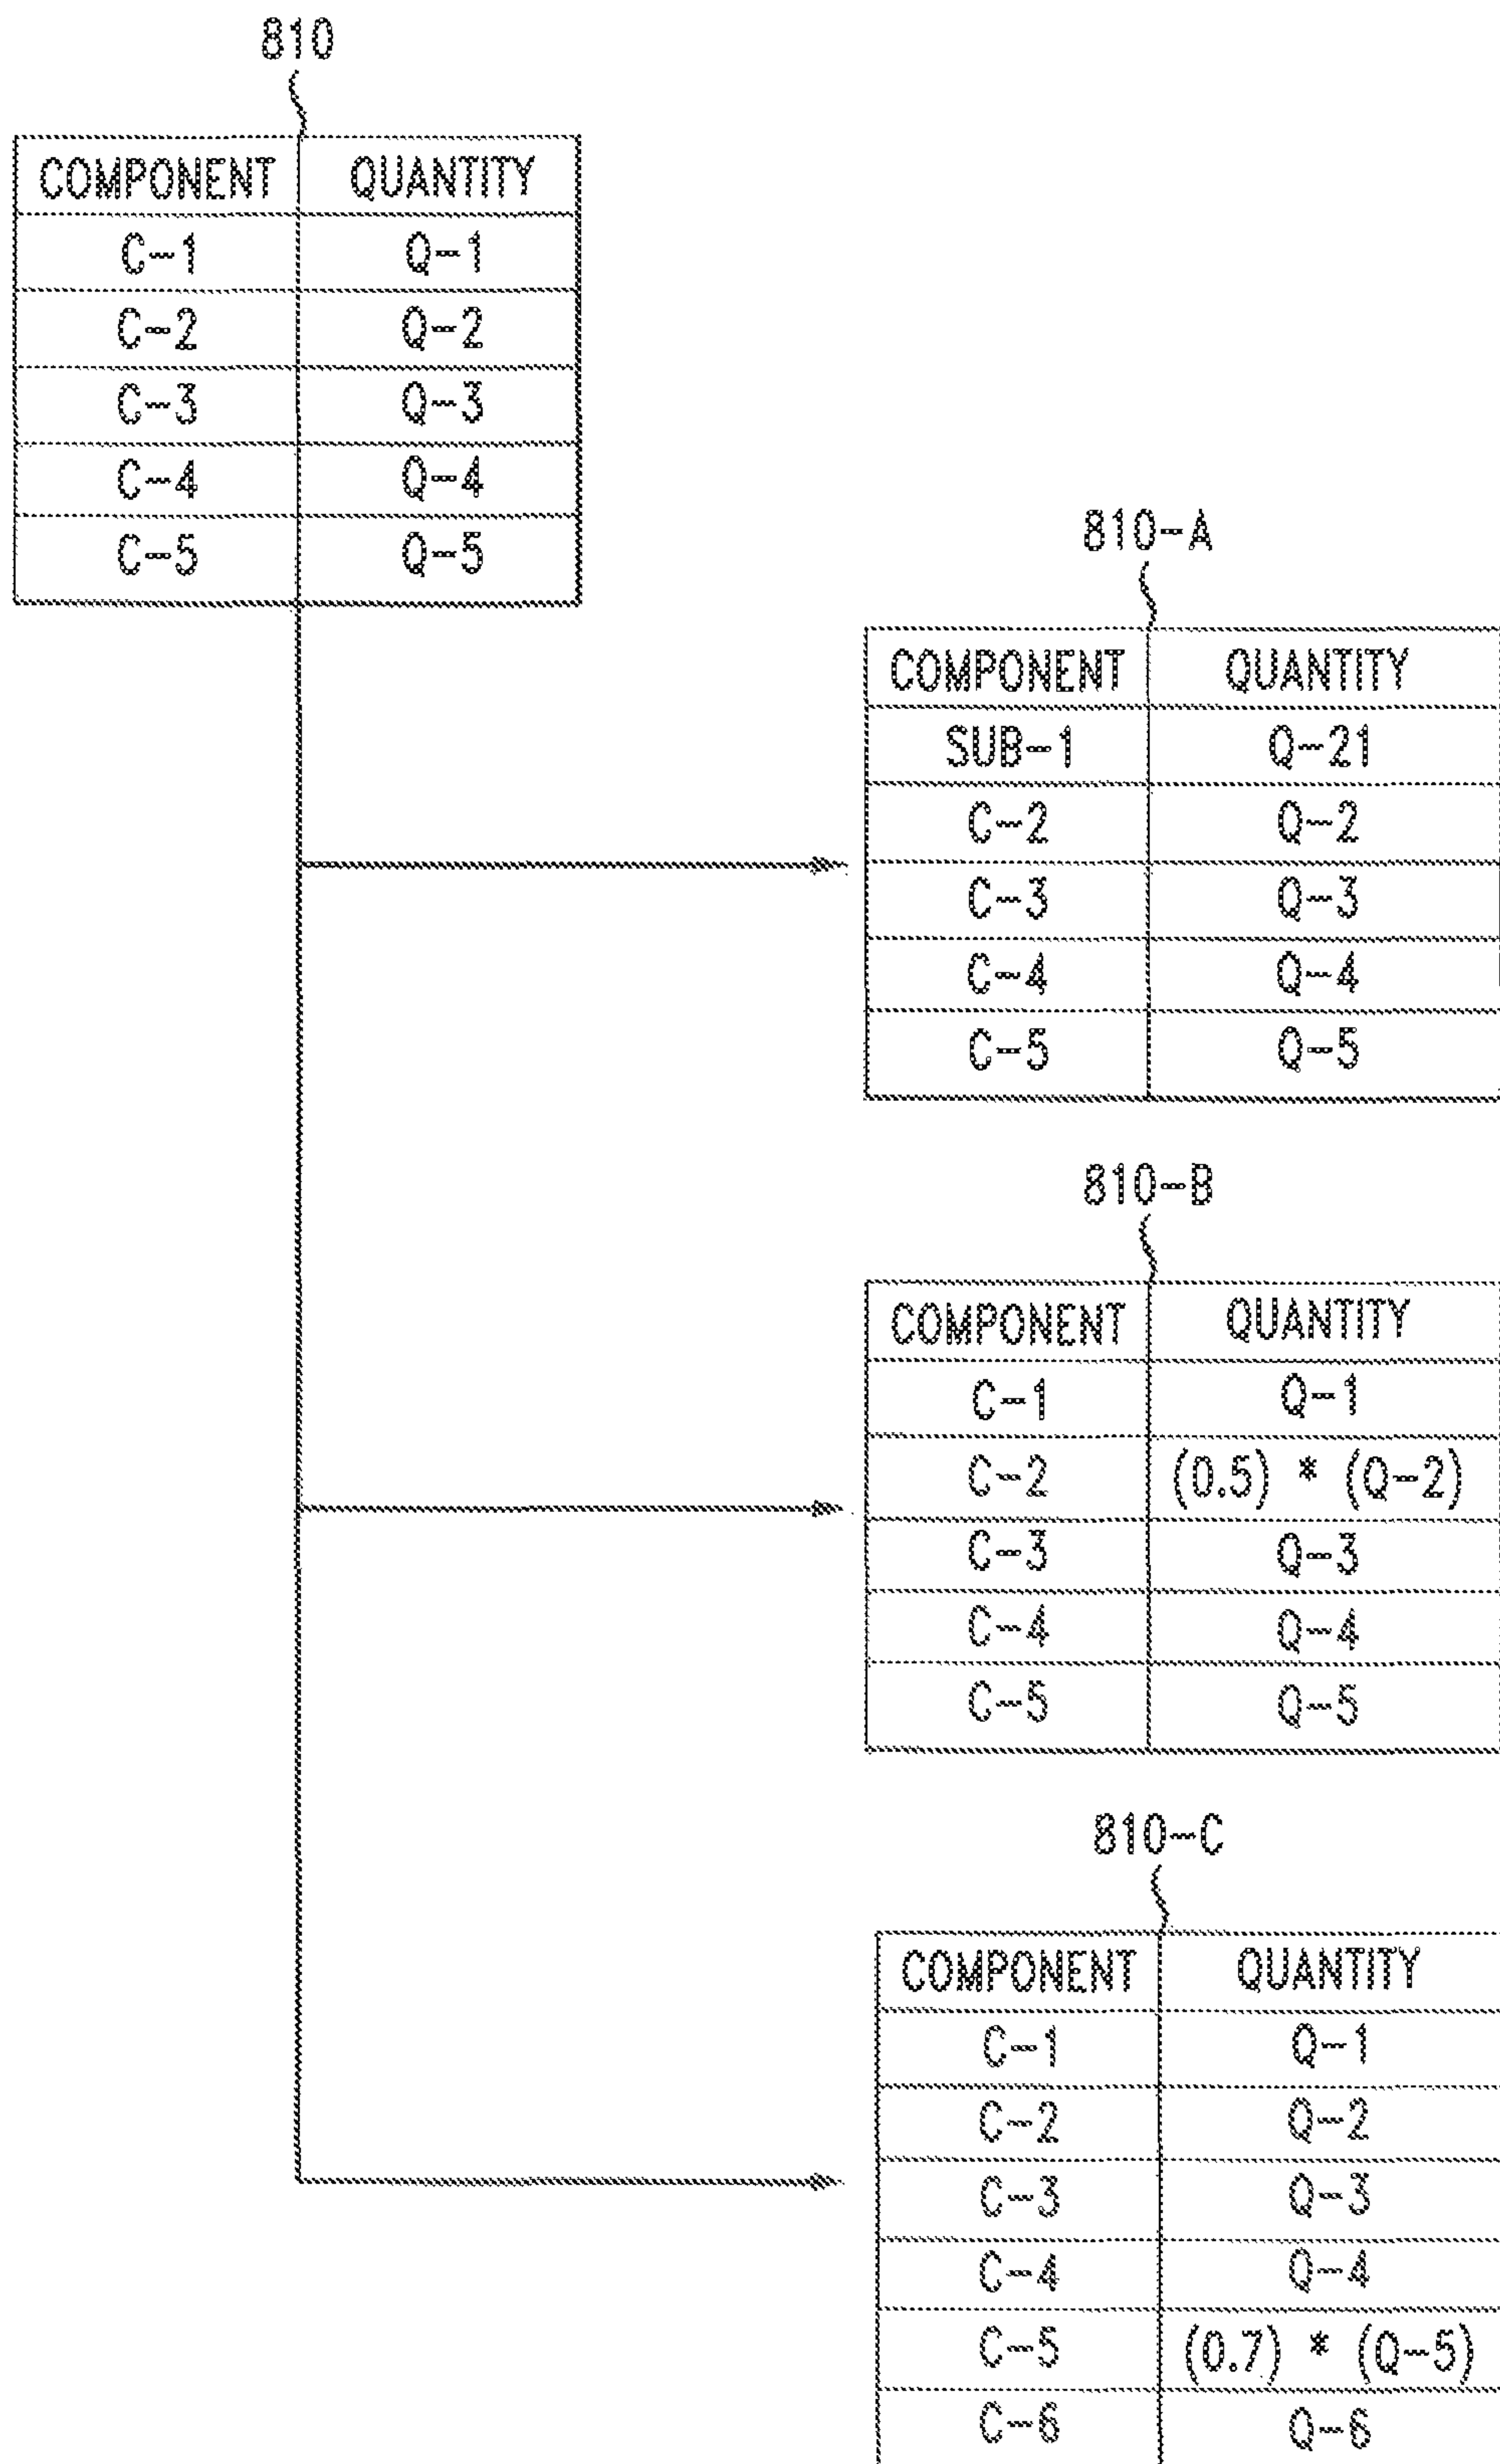 810
COMPONENT QUANTITY
C-1 Q-1
C-2 Q-2
C-3 Q-3
C-4 Q-4
C-5 Q-5
810-A
COMPONENT QUANTITY
SUB-1 Q-21
C-2 Q-2
C-3 Q-3
C-4 Q-4
C-5 Q-5
810-B
COMPONENT QUANTITY
C-1 Q-1
C-2 (0.5) * (Q-2)
C-3 Q-3
C-4 Q-4
C-5 Q-5
810-C
COMPONENT QUANTITY
C-1 Q-1
C-2 Q-2
C-3 Q-3
C-4 Q-4
C-5 (0.7) * (Q-5)
C-6 Q-6